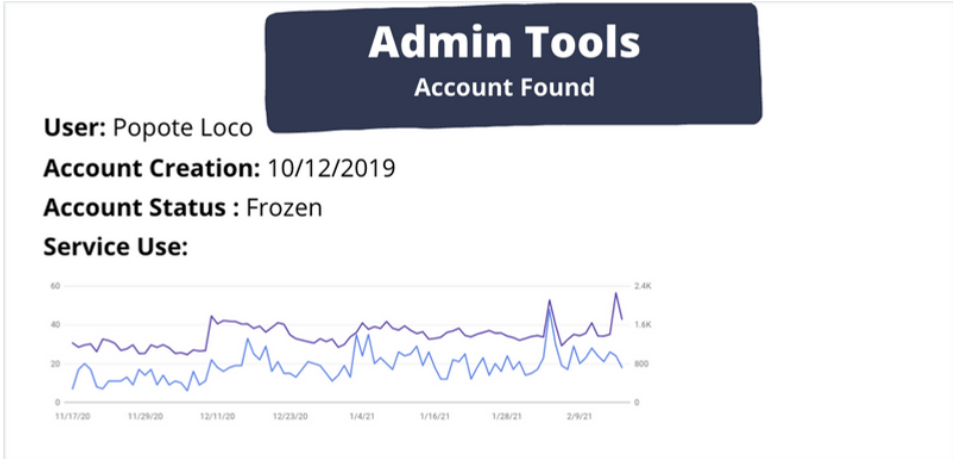 Admin Tools
Account Found
User: Popote Loco
Account Creation: 10/12/2019
Account Status : Frozen
Service Use:
60 2.4K
40 1.6K
20 800
0 0
11/17/20 11/29/20 12/11/20 12/23/20 1/4/21 1/16/21 1/28/21 2/9/21